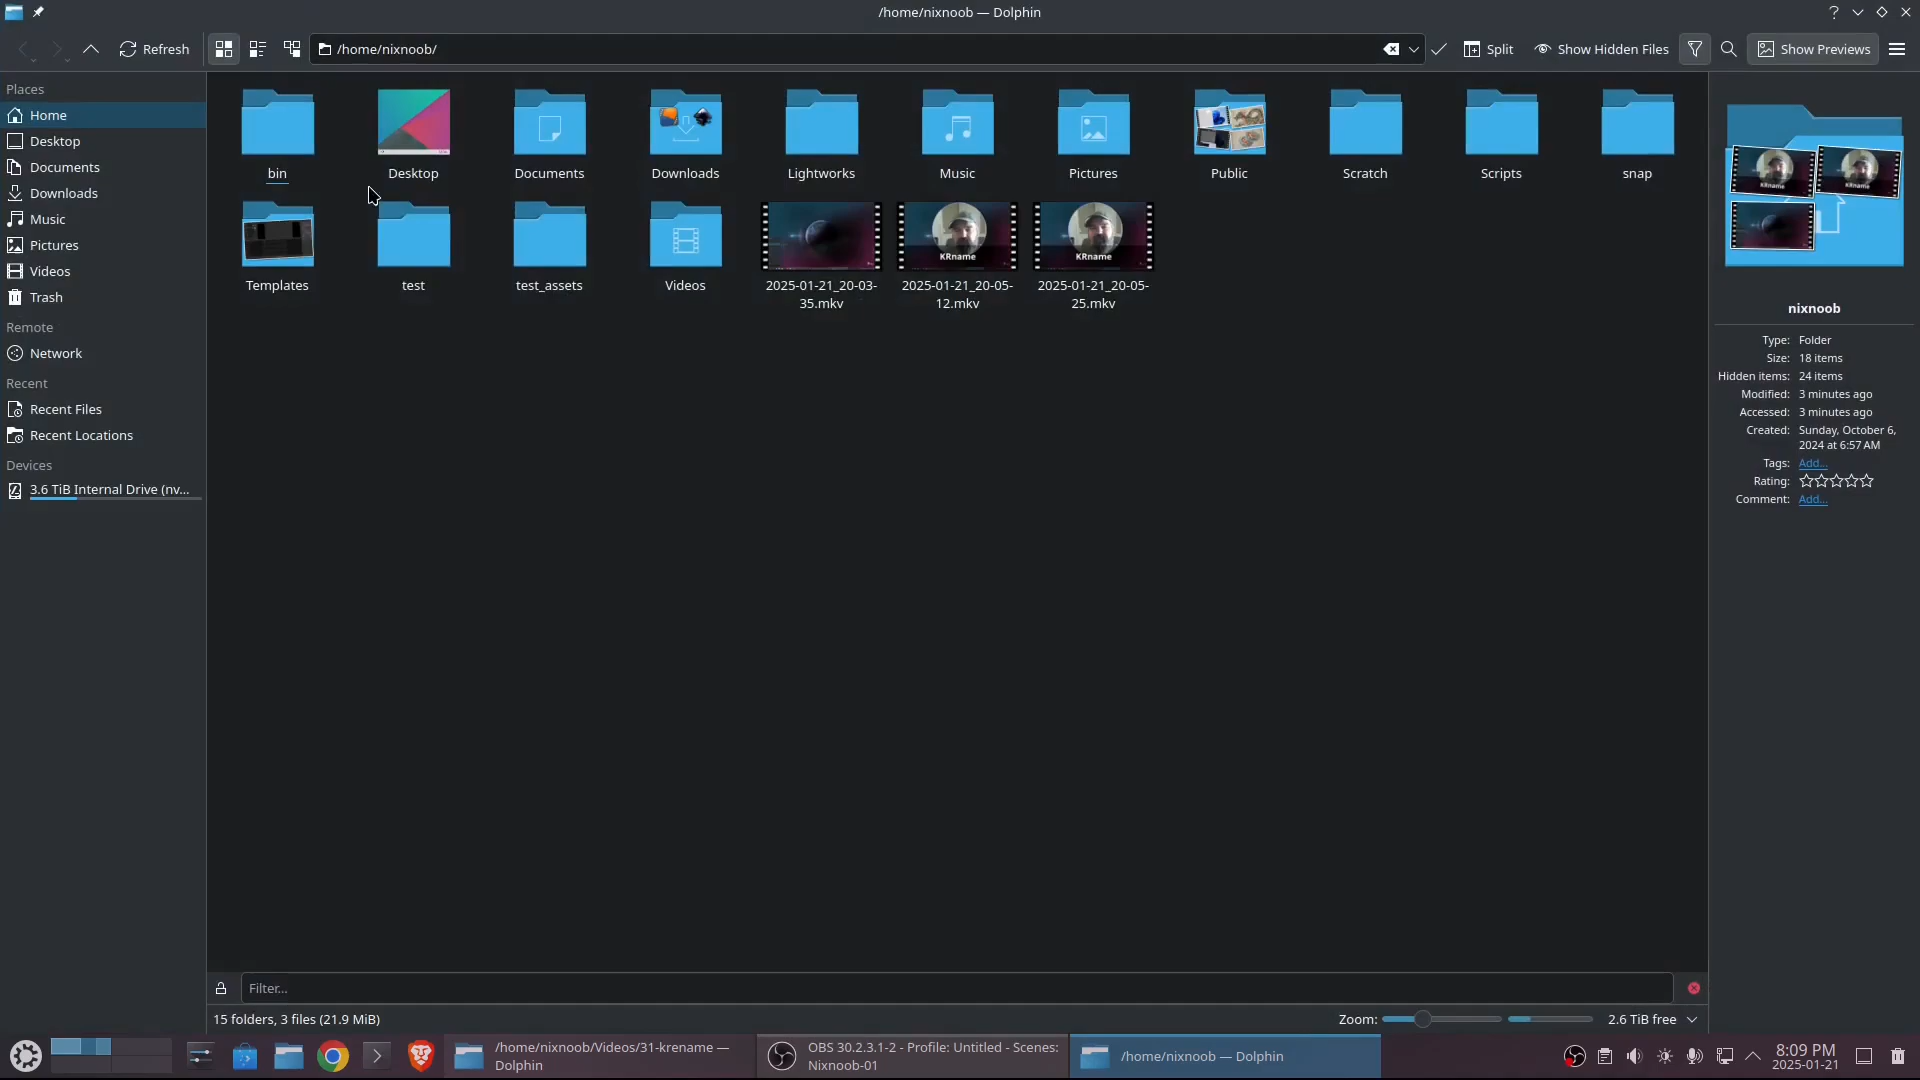 /home/nixnoob — Dolphin
Refresh
/home/nixnoob/
Split
Show Hidden Files
Show Previews
Places
Home
Desktop
Documents
Downloads
Music
Pictures
Videos
Trash
Remote
Network
Recent
Recent Files
Recent Locations
Devices
3.6 TiB Internal Drive (nv...
bin
Desktop
Documents
Downloads
Lightworks
Music
Pictures
Public
Scratch
Scripts
snap
KRname
KRname
Templates
test
test_assets
Videos
2025-01-21_20-03-
35.mkv
2025-01-21_20-05-
12.mkv
2025-01-21_20-05-
25.mkv
KRname
KRname
nixnoob
Type: Folder
Size: 18 items
Hidden items: 24 items
Modified: 3 minutes ago
Accessed: 3 minutes ago
Created: Sunday, October 6,
2024 at 6:57 AM
Tags: Add...
Rating:
Comment: Add...
Filter...
15 folders, 3 files (21.9 MiB)
Zoom:
2.6 TiB free
/home/nixnoob/Videos/31-krename —
Dolphin
OBS 30.2.3.1-2 - Profile: Untitled - Scenes:
Nixnoob-01
/home/nixnoob — Dolphin
8:09 PM
2025-01-21